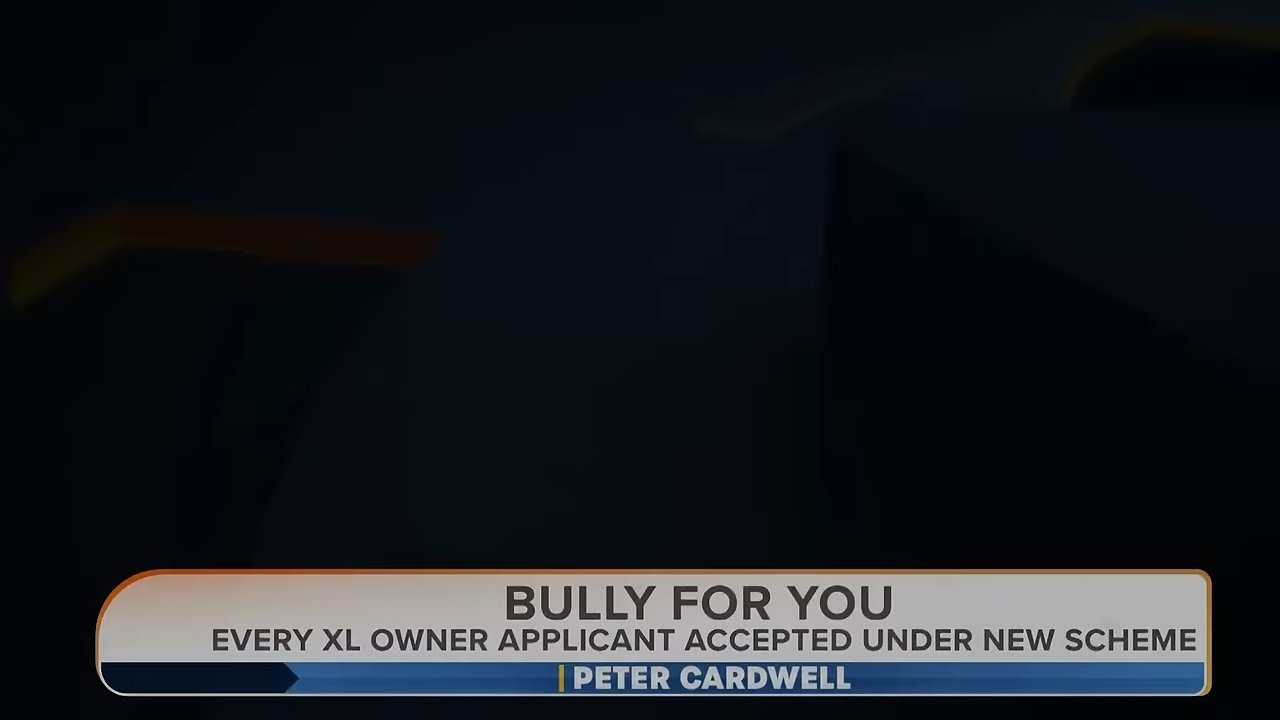 BULLY FOR YOU
EVERY XL OWNER APPLICANT ACCEPTED UNDER NEW SCHEME
PETER CARDWELL